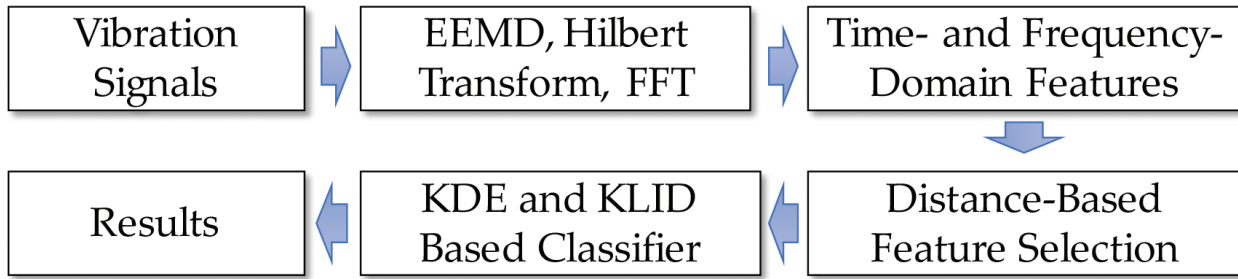 Vibration
Signals
EEMD, Hilbert
Transform, FFT
Time- and Frequency-
Domain Features
Distance-Based
Feature Selection
KDE and KLID
Based Classifier
Results